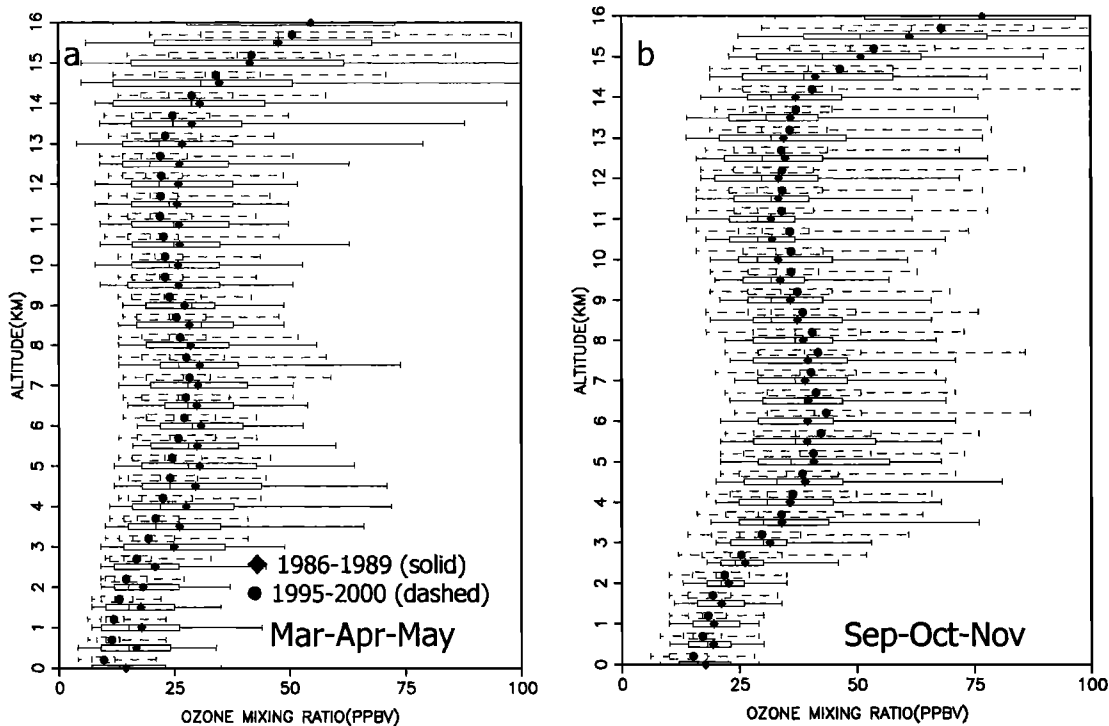 a
16
15
14
13
12
11
10
9
8
7
6
5
4
3
2
1
0
ALTITUDE(KM)
0 25 50 75 100
OZONE MIXING RATIO(PPBV)
1986-1989 (solid)
1995-2000 (dashed)
Mar-Apr-May
b
16
15
14
13
12
11
10
9
8
7
6
5
4
3
2
1
0
ALTITUDE(KM)
0 25 50 75 100
OZONE MIXING RATIO(PPBV)
Sep-Oct-Nov